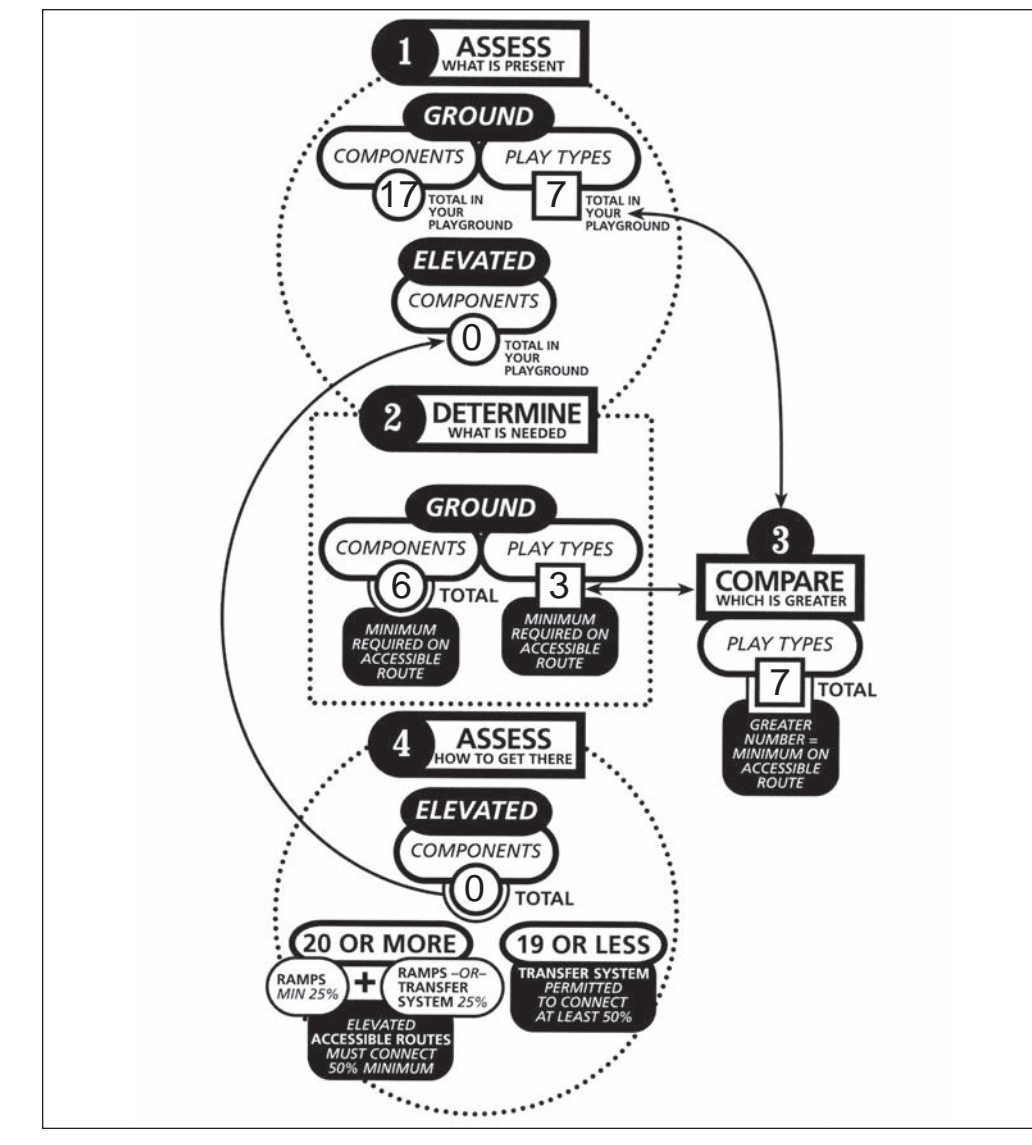 1 ASSESS
WHAT IS PRESENT
GROUND
COMPONENTS
PLAY TYPES
17
7
TOTAL IN
YOUR
PLAYGROUND
TOTAL IN
YOUR
PLAYGROUND
ELEVATED
COMPONENTS
0
TOTAL IN
YOUR
PLAYGROUND
2 DETERMINE
WHAT IS NEEDED
GROUND
COMPONENTS
PLAY TYPES
6 TOTAL
3
MINIMUM
REQUIRED ON
ACCESSIBLE
ROUTE
MINIMUM
REQUIRED ON
ACCESSIBLE
ROUTE
3
COMPARE
WHICH IS GREATER
PLAY TYPES
7 TOTAL
GREATER
NUMBER =
MINIMUM ON
ACCESSIBLE
ROUTE
4 ASSESS
HOW TO GET THERE
ELEVATED
COMPONENTS
0 TOTAL
20 OR MORE
RAMPS
MIN 25%
+
RAMPS –OR–
TRANSFER
SYSTEM 25%
ELEVATED
ACCESSIBLE ROUTES
MUST CONNECT
50% MINIMUM
19 OR LESS
TRANSFER SYSTEM
PERMITTED
TO CONNECT
AT LEAST 50%